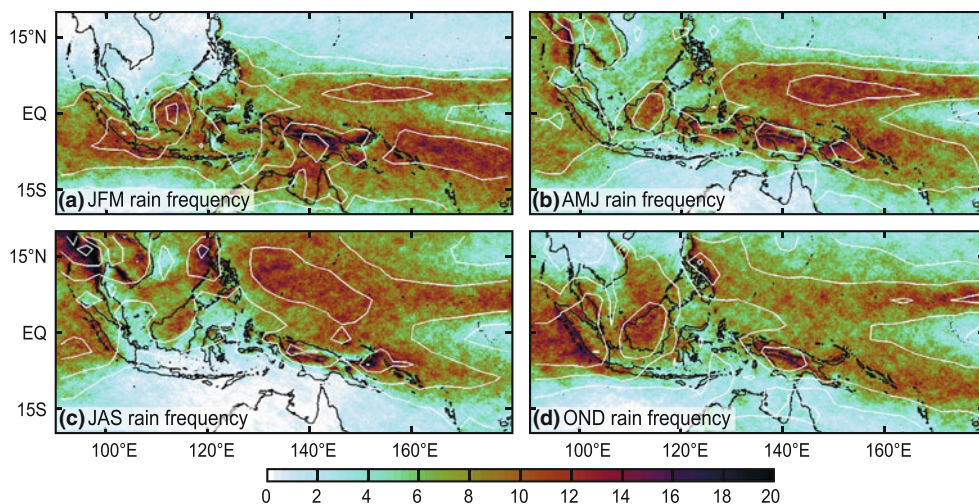 15°N
EQ
15S
(a) JFM rain frequency
(b) AMJ rain frequency
15°N
EQ
15S
(c) JAS rain frequency
(d) OND rain frequency
100°E 120°E 140°E 160°E 100°E 120°E 140°E 160°E
0 2 4 6 8 10 12 14 16 18 20